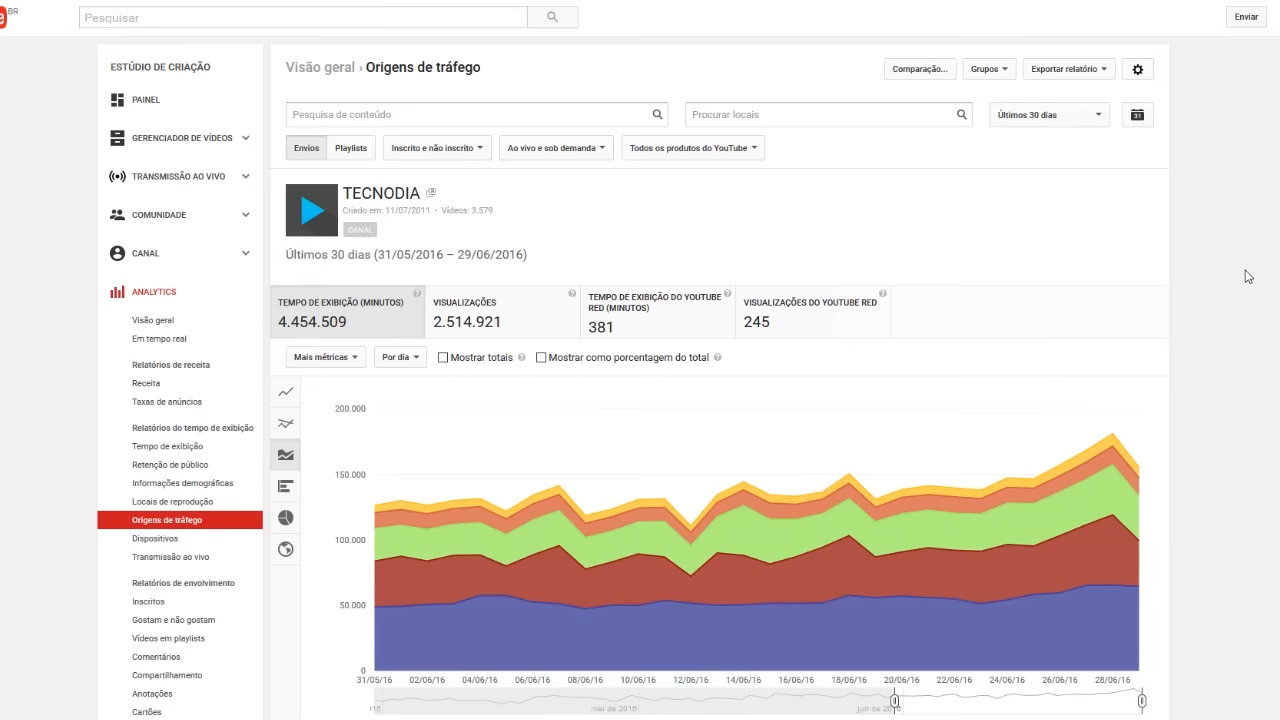 BR
Pesquisar
Enviar
ESTÚDIO DE CRIAÇÃO
PAINEL
GERENCIADOR DE VÍDEOS
TRANSMISSÃO AO VIVO
COMUNIDADE
CANAL
ANALYTICS
Visão geral
Em tempo real
Relatórios de receita
Receita
Taxas de anúncios
Relatórios do tempo de exibição
Tempo de exibição
Retenção de público
Informações demográficas
Locais de reprodução
Origens de tráfego
Dispositivos
Transmissão ao vivo
Relatórios de envolvimento
Inscritos
Gostam e não gostam
Vídeos em playlists
Comentários
Compartilhamento
Anotações
Cartões
Visão geral › Origens de tráfego
Comparação...
Grupos
Exportar relatório
Pesquisa de conteúdo
Procurar locais
Últimos 30 dias
31
Envios
Playlists
Inscrito e não inscrito
Ao vivo e sob demanda
Todos os produtos do YouTube
TECNODIA
Criado em: 11/07/2011 • Vídeos: 3.579
CANAL
Últimos 30 dias (31/05/2016 – 29/06/2016)
TEMPO DE EXIBIÇÃO (MINUTOS) ?
4.454.509
VISUALIZAÇÕES ?
2.514.921
TEMPO DE EXIBIÇÃO DO YOUTUBE ?
RED (MINUTOS)
381
VISUALIZAÇÕES DO YOUTUBE RED ?
245
Mais métricas
Por dia
Mostrar totais ?
Mostrar como porcentagem do total ?
200.000
150.000
100.000
50.000
0
31/05/16 02/06/16 04/06/16 06/06/16 08/06/16 10/06/16 12/06/16 14/06/16 16/06/16 18/06/16 20/06/16 22/06/16 24/06/16 26/06/16 28/06/16
mai de 2016